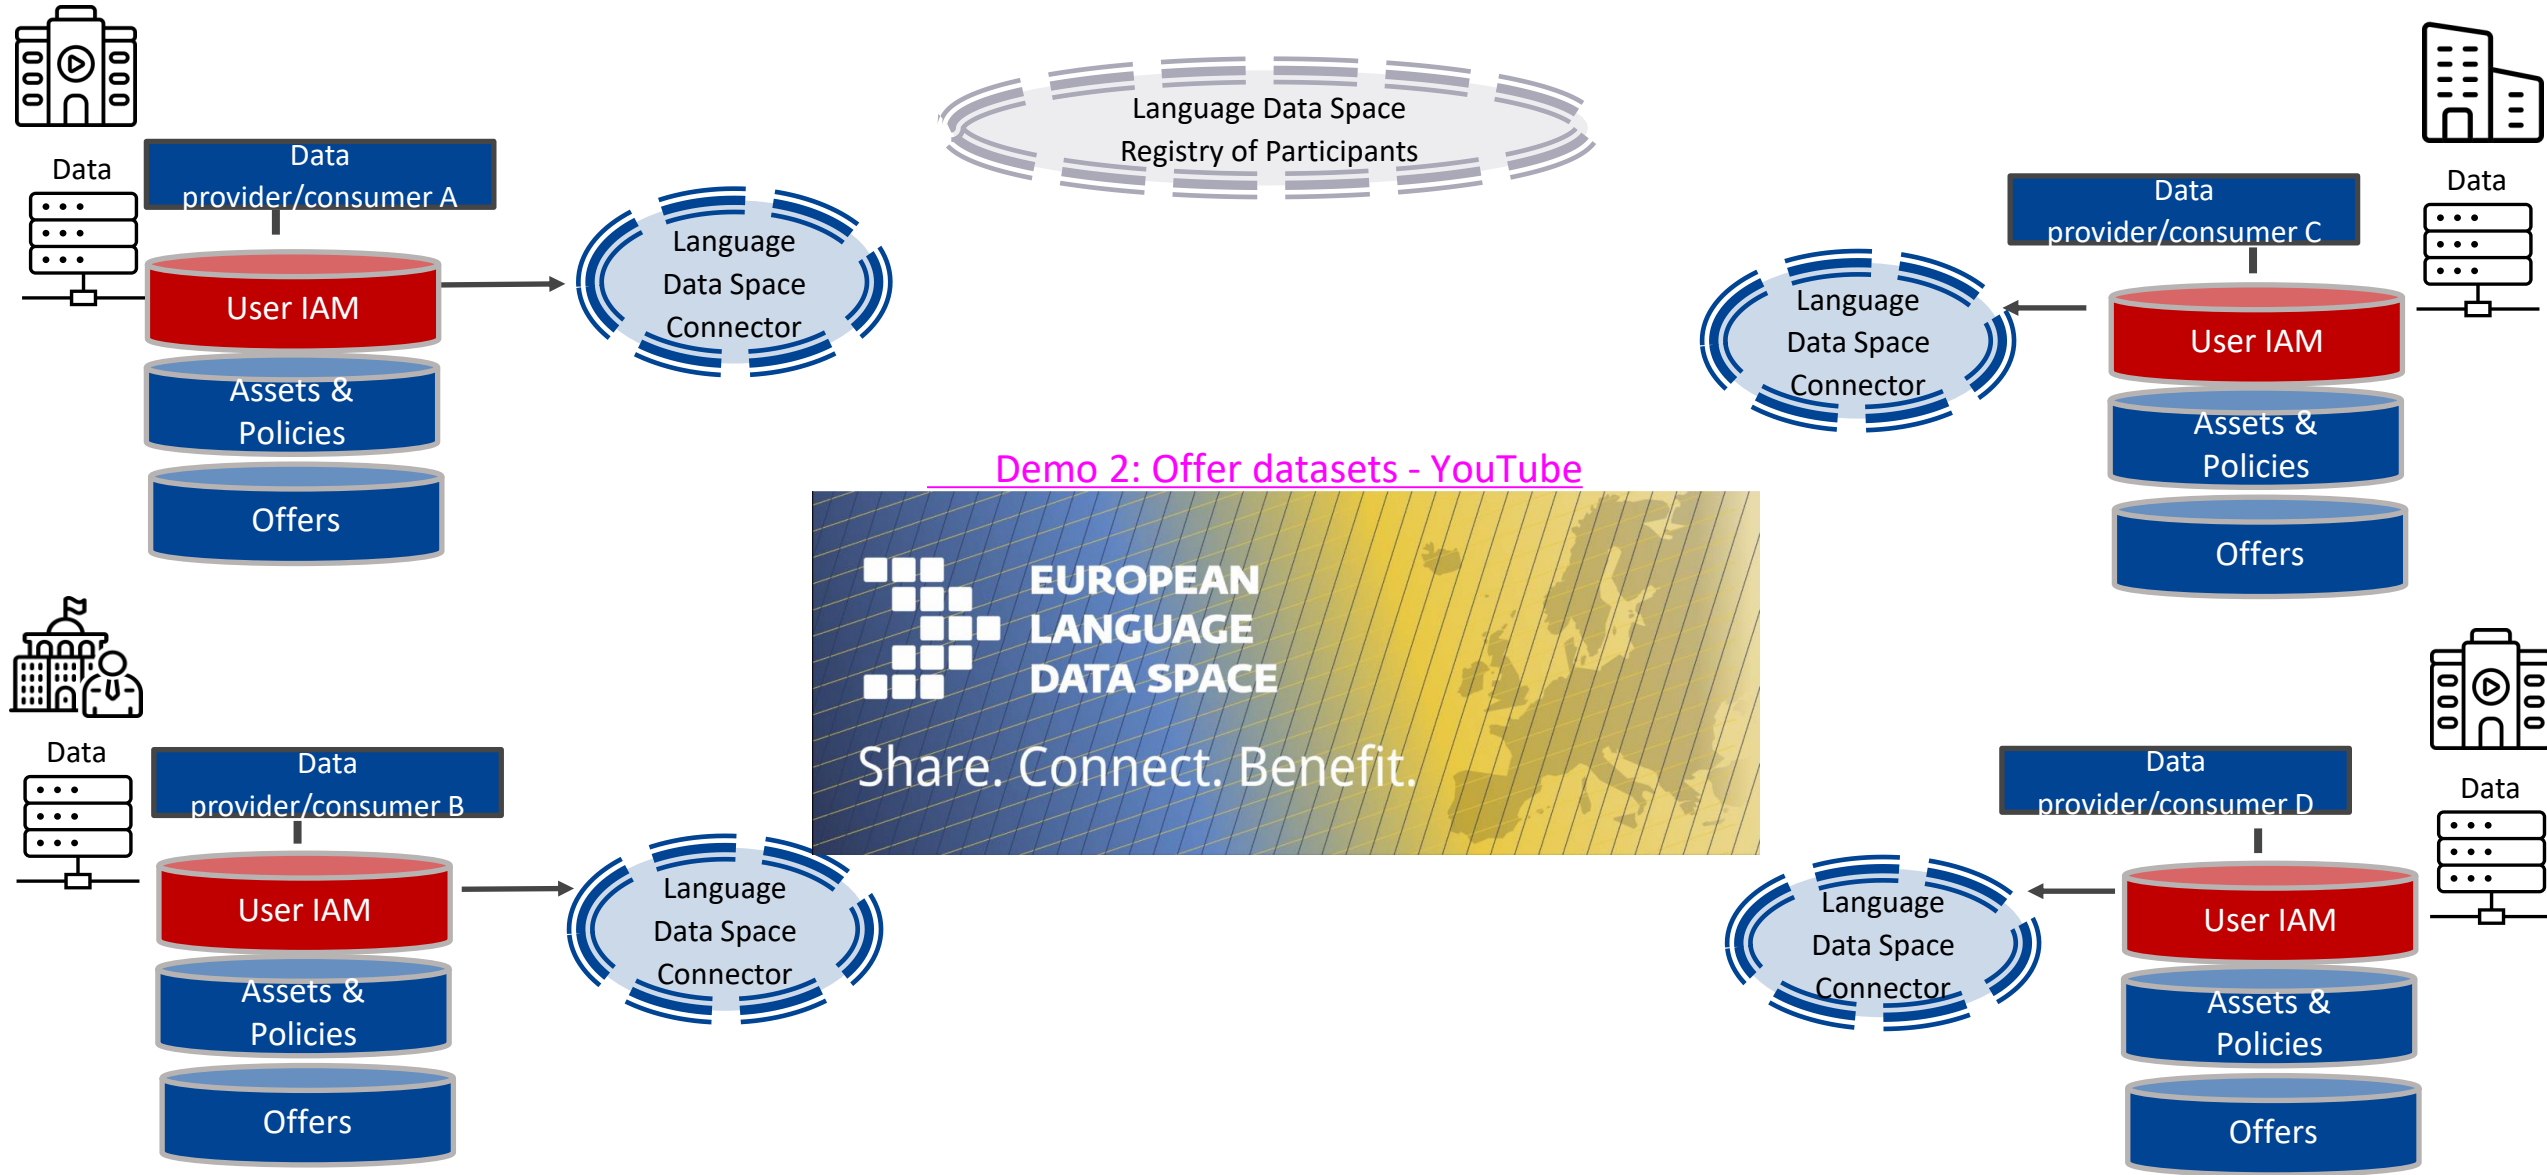 Language Data Space
Registry of Participants
Data
Data
provider/consumer A
User IAM
Assets &
Policies
Offers
Language
Data Space
Connector
Data
provider/consumer C
Data
User IAM
Assets &
Policies
Offers
Language
Data Space
Connector
Demo 2: Offer datasets - YouTube
EUROPEAN
LANGUAGE
DATA SPACE
Share. Connect. Benefit.
Data
Data
provider/consumer B
User IAM
Assets &
Policies
Offers
Language
Data Space
Connector
Data
provider/consumer D
Data
User IAM
Assets &
Policies
Offers
Language
Data Space
Connector